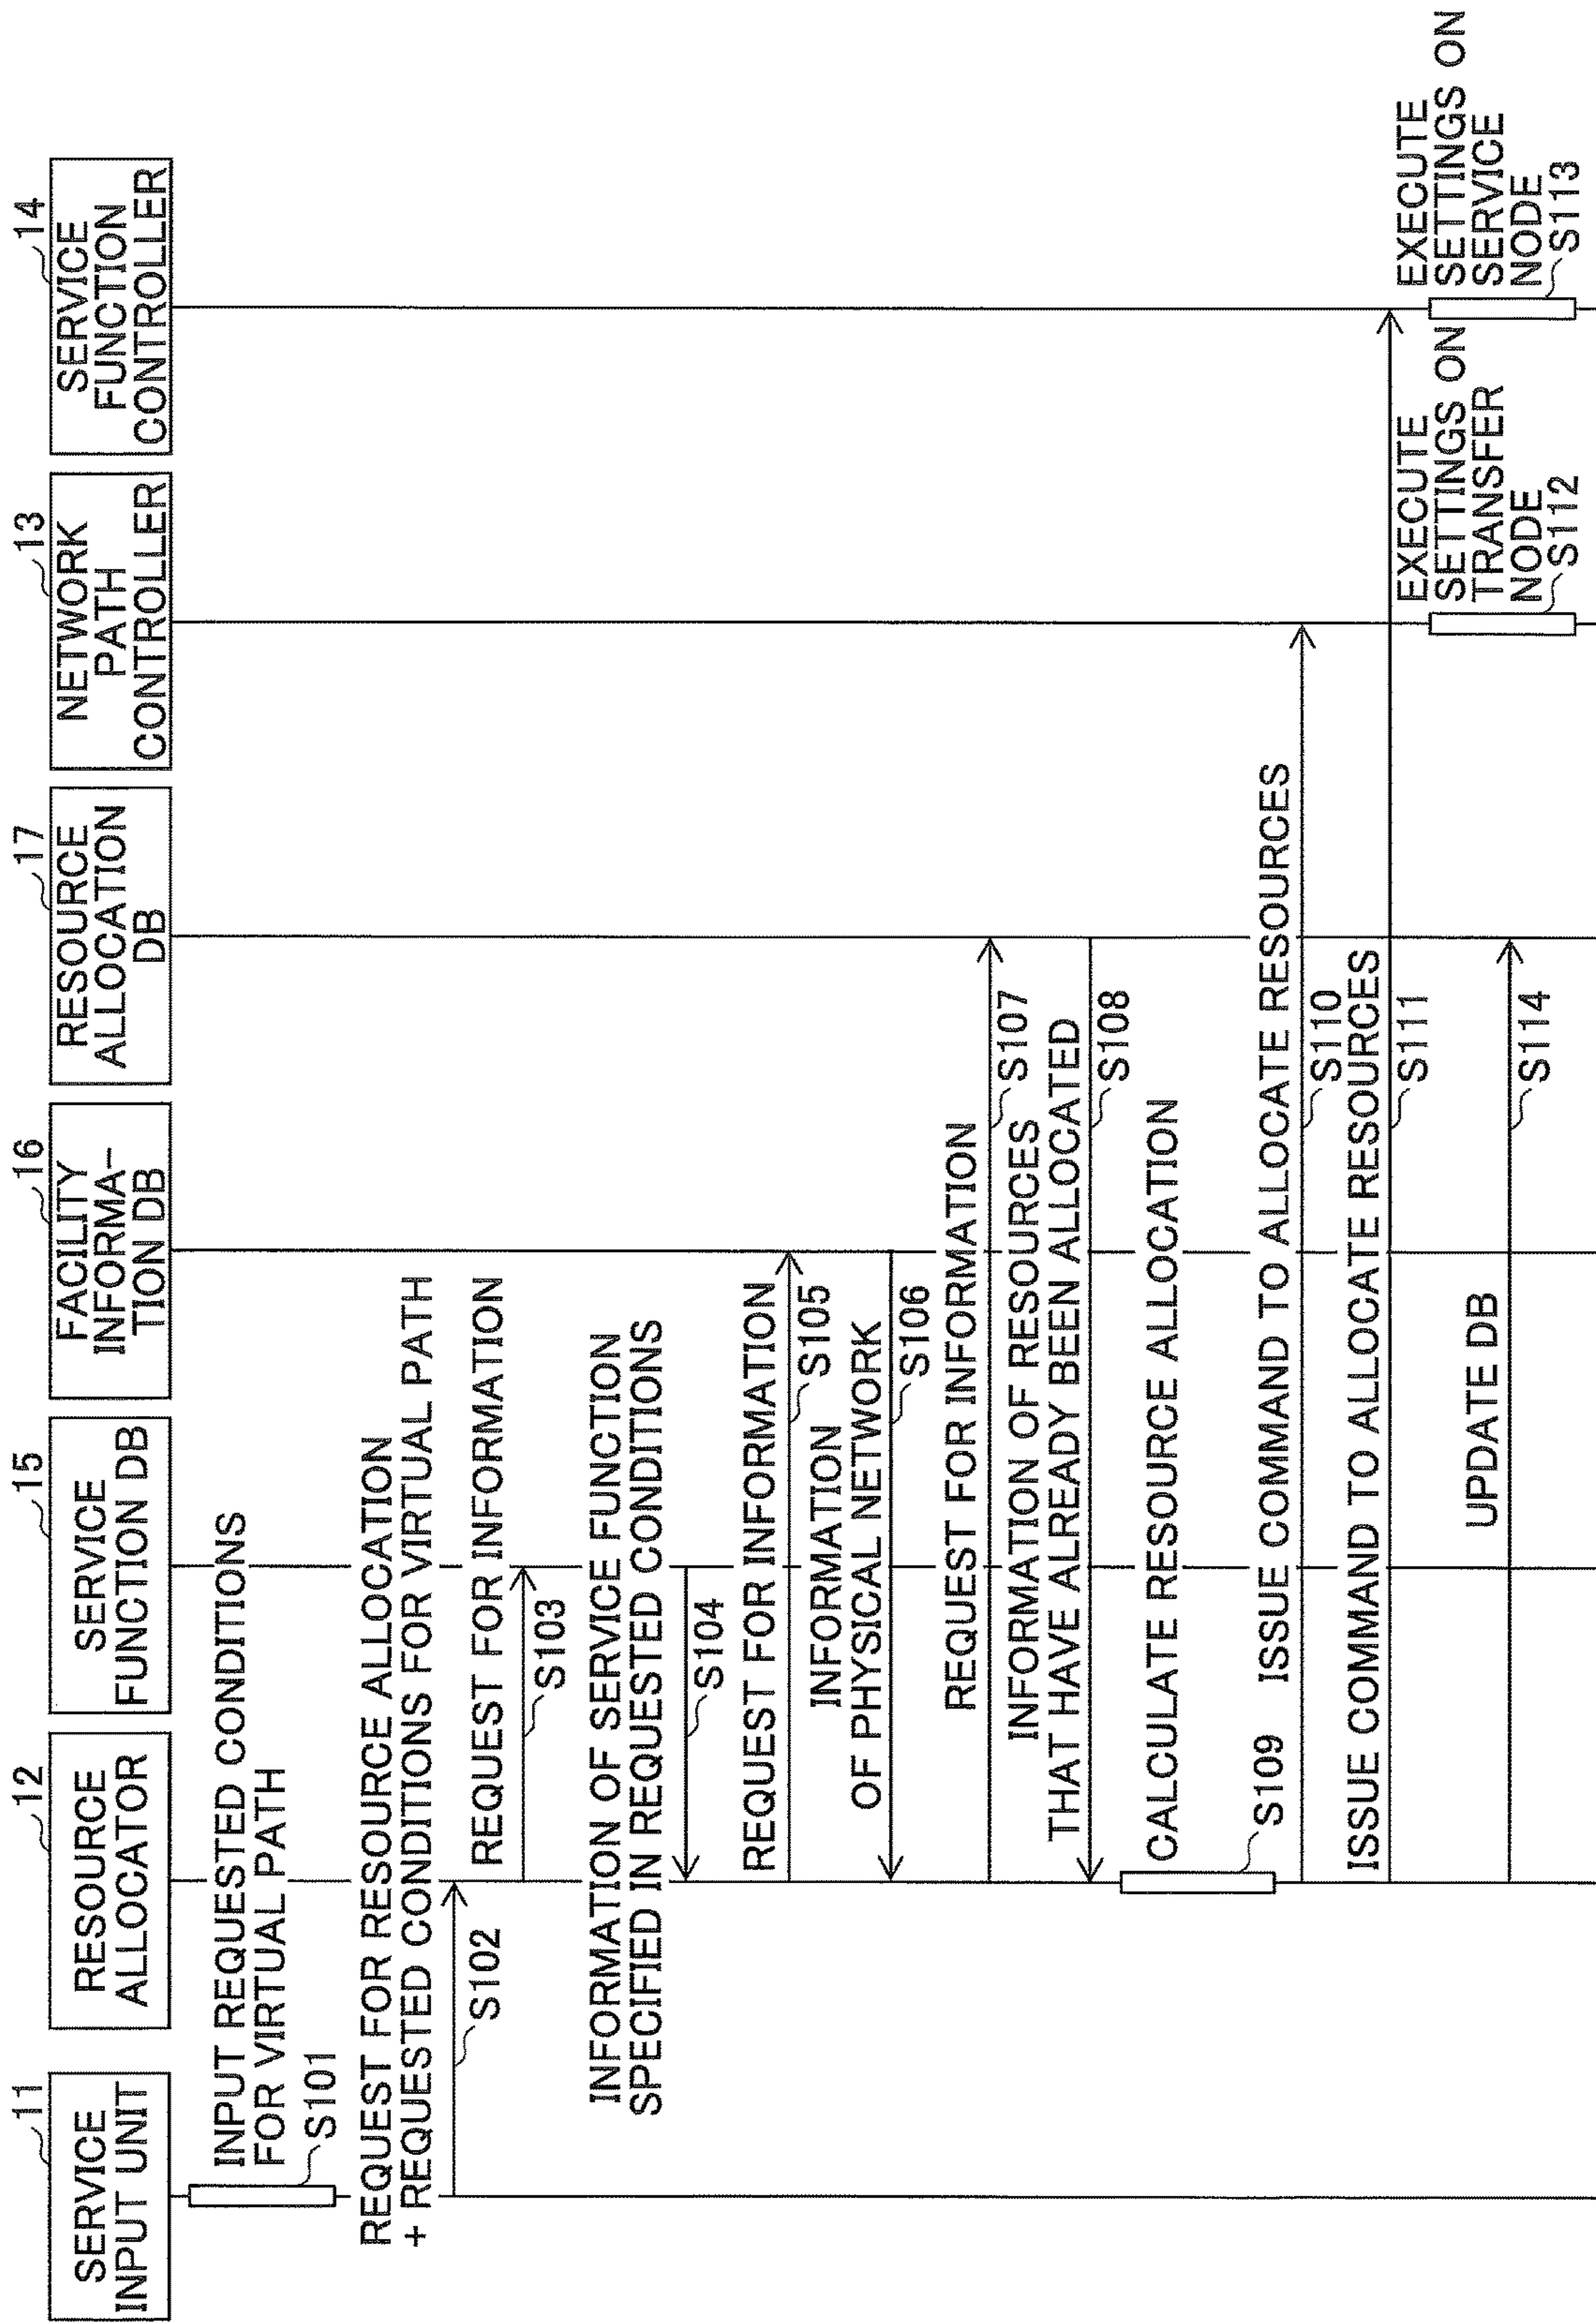 11
SERVICE
INPUT UNIT
12
RESOURCE
ALLOCATOR
15
SERVICE
FUNCTION DB
16
FACILITY
INFORMA-
TION DB
17
RESOURCE
ALLOCATION
DB
13
NETWORK
PATH
CONTROLLER
14
SERVICE
FUNCTION
CONTROLLER
INPUT REQUESTED CONDITIONS
FOR VIRTUAL PATH
S101
REQUEST FOR RESOURCE ALLOCATION
+ REQUESTED CONDITIONS FOR VIRTUAL PATH
S102
REQUEST FOR INFORMATION
S103
INFORMATION OF SERVICE FUNCTION
SPECIFIED IN REQUESTED CONDITIONS
S104
REQUEST FOR INFORMATION
S105
INFORMATION
OF PHYSICAL NETWORK
S106
REQUEST FOR INFORMATION
S107
INFORMATION OF RESOURCES
THAT HAVE ALREADY BEEN ALLOCATED
S108
CALCULATE RESOURCE ALLOCATION
S109
ISSUE COMMAND TO ALLOCATE RESOURCES
S110
ISSUE COMMAND TO ALLOCATE RESOURCES
S111
EXECUTE
SETTINGS ON
TRANSFER
NODE
S112
EXECUTE
SETTINGS ON
SERVICE
NODE
S113
UPDATE DB
S114